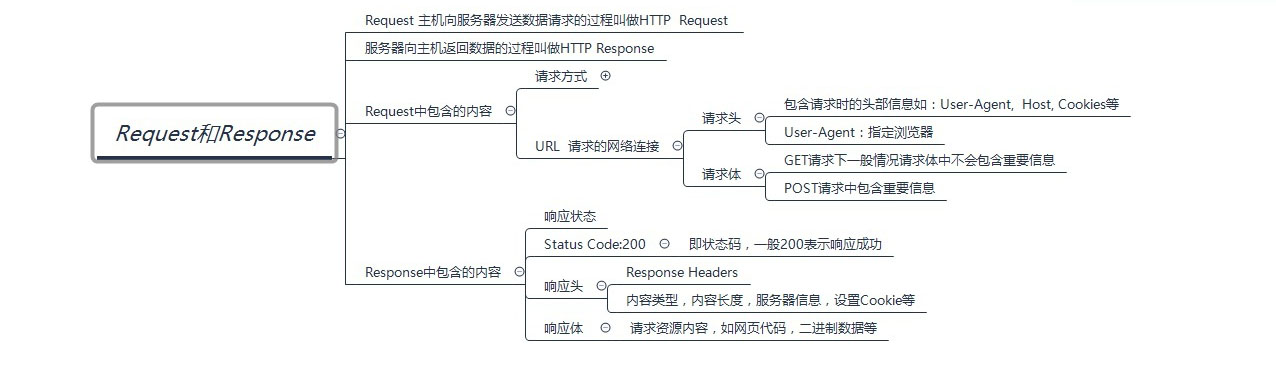 Request和Response
Request 主机向服务器发送数据请求的过程叫做HTTP Request
服务器向主机返回数据的过程叫做HTTP Response
Request中包含的内容
请求方式
URL 请求的网络连接
请求头
包含请求时的头部信息如：User-Agent, Host, Cookies等
User-Agent：指定浏览器
请求体
GET请求下一般情况请求体中不会包含重要信息
POST请求中包含重要信息
Response中包含的内容
响应状态
Status Code:200
即状态码，一般200表示响应成功
响应头
Response Headers
内容类型，内容长度，服务器信息，设置Cookie等
响应体
请求资源内容，如网页代码，二进制数据等